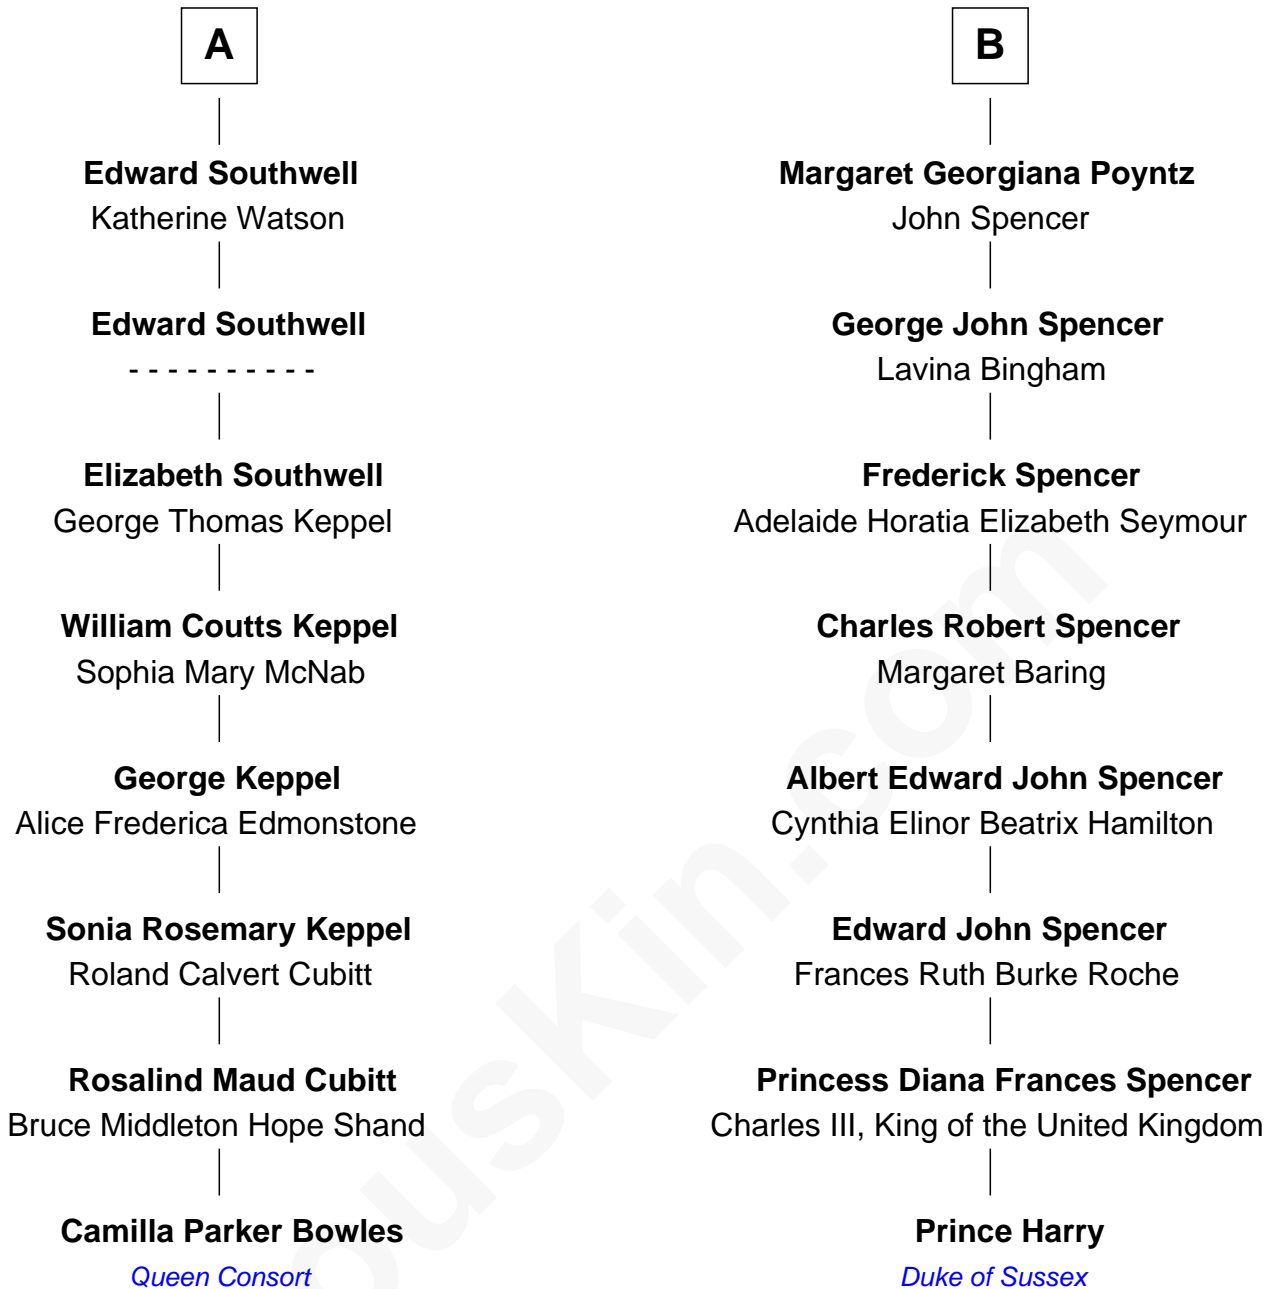 A
B
Edward Southwell
Katherine Watson
Margaret Georgiana Poyntz
John Spencer
Edward Southwell
- - - - - - - - - -
George John Spencer
Lavina Bingham
Elizabeth Southwell
George Thomas Keppel
Frederick Spencer
Adelaide Horatia Elizabeth Seymour
William Coutts Keppel
Sophia Mary McNab
Charles Robert Spencer
Margaret Baring
George Keppel
Alice Frederica Edmonstone
Albert Edward John Spencer
Cynthia Elinor Beatrix Hamilton
Sonia Rosemary Keppel
Roland Calvert Cubitt
Edward John Spencer
Frances Ruth Burke Roche
Rosalind Maud Cubitt
Bruce Middleton Hope Shand
Princess Diana Frances Spencer
Charles III, King of the United Kingdom
Camilla Parker Bowles
Queen Consort
Prince Harry
Duke of Sussex
ousKin.com